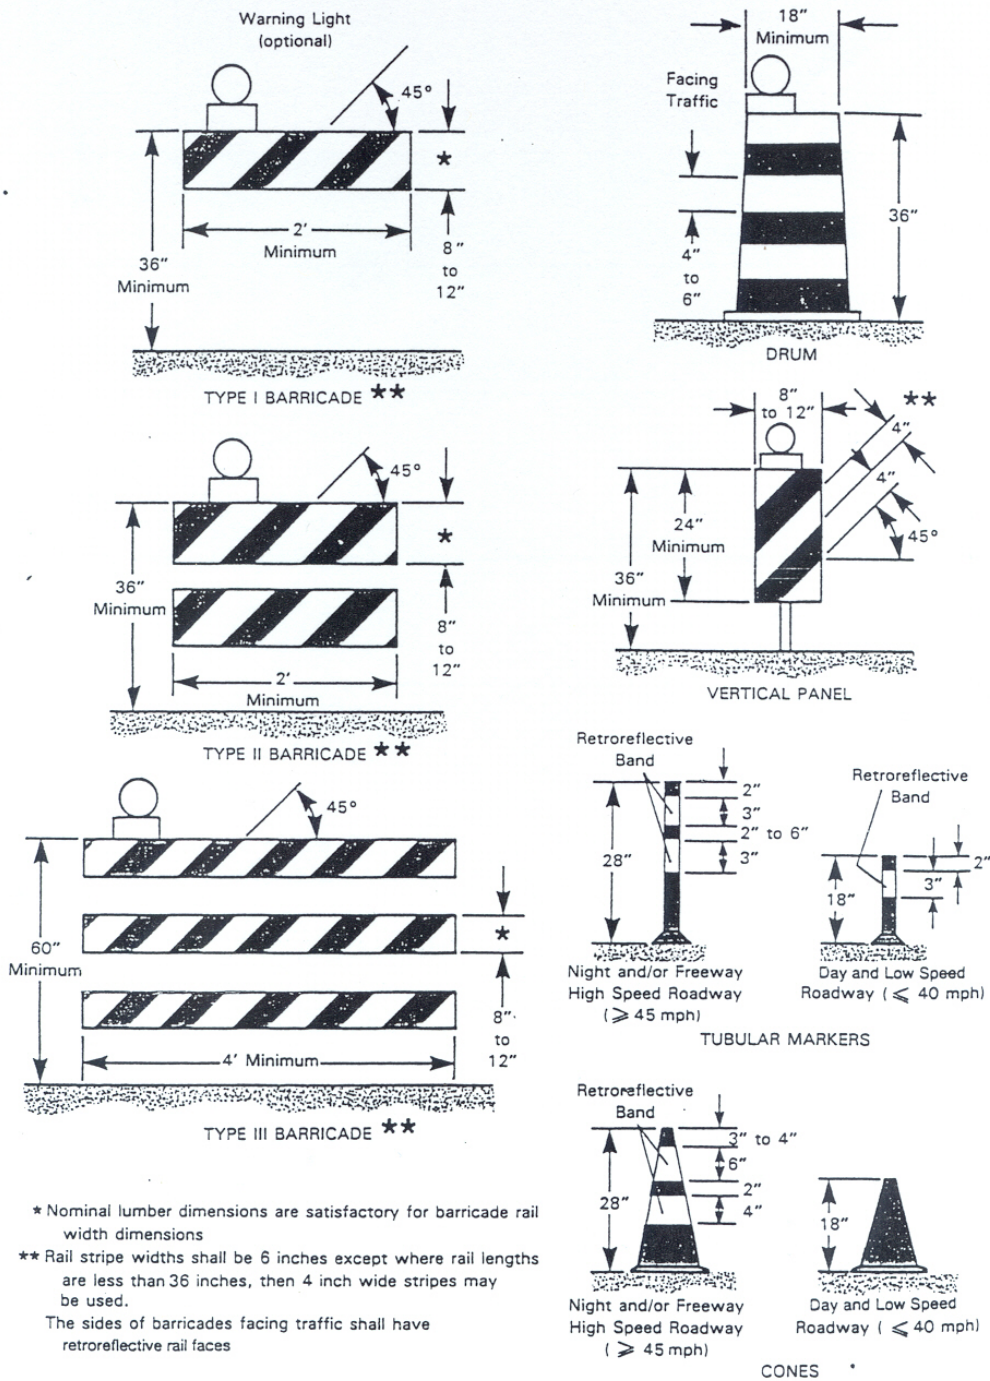 Warning Light
(optional)
45°
*
2'
Minimum
8"
to
12"
36"
Minimum
TYPE I BARRICADE **
45°
*
36"
Minimum
8"
to
12"
2'
Minimum
TYPE II BARRICADE **
45°
60"
Minimum
*
8"
to
12"
4' Minimum
TYPE III BARRICADE **
* Nominal lumber dimensions are satisfactory for barricade rail
width dimensions
** Rail stripe widths shall be 6 inches except where rail lengths
are less than 36 inches, then 4 inch wide stripes may
be used.
The sides of barricades facing traffic shall have
retroreflective rail faces
18"
Minimum
Facing
Traffic
36"
4"
to
6"
DRUM
8"
to 12"
**
4"
4"
24"
Minimum
45°
36"
Minimum
VERTICAL PANEL
Retroreflective
Band
2"
3"
2" to 6"
3"
28"
Night and/or Freeway
High Speed Roadway
(⩾ 45 mph)
Retroreflective
Band
2"
3"
18"
Day and Low Speed
Roadway (⩽ 40 mph)
TUBULAR MARKERS
Retroreflective
Band
3" to 4"
6"
2"
4"
28"
Night and/or Freeway
High Speed Roadway
(⩾ 45 mph)
18"
Day and Low Speed
Roadway (⩽ 40 mph)
CONES